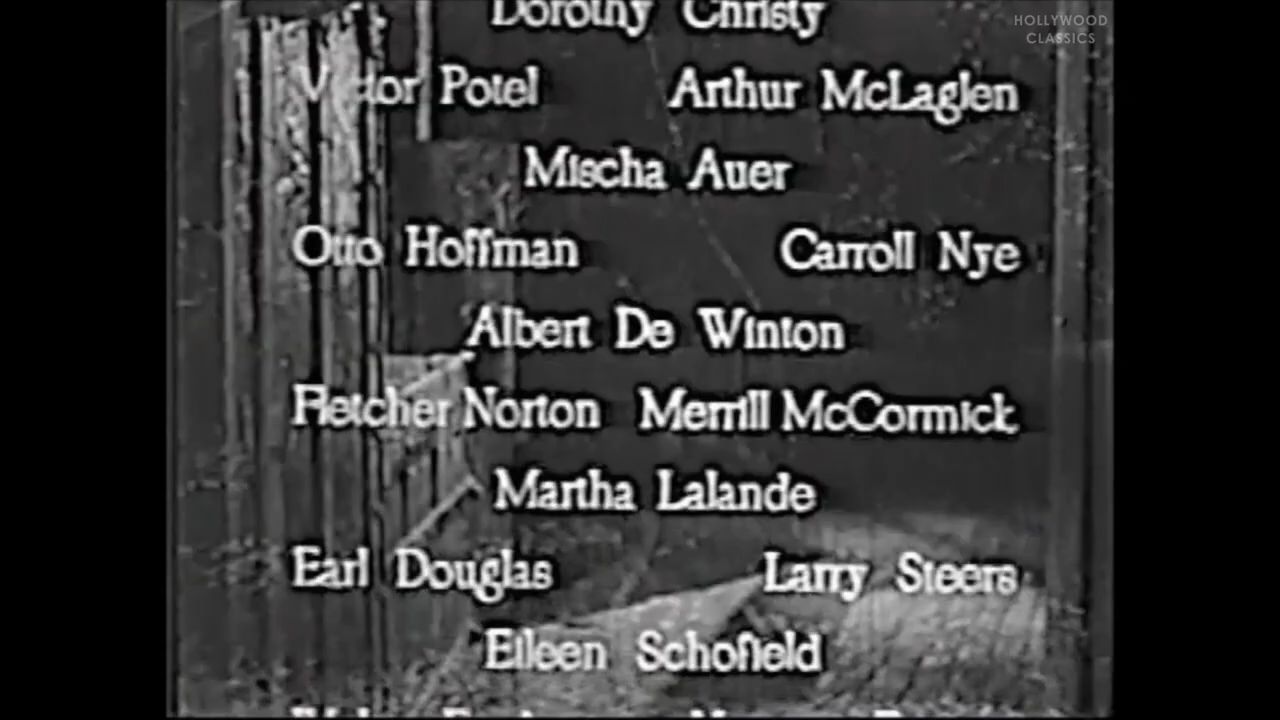 HOLLYWOOD
CLASSICS
Dorothy Christy
Victor Potel Arthur McLaglen
Mischa Auer
Otto Hoffman Carroll Nye
Albert De Winton
Fletcher Norton Merrill McCormick
Martha Lalande
Earl Douglas Larry Steers
Eileen Schofield